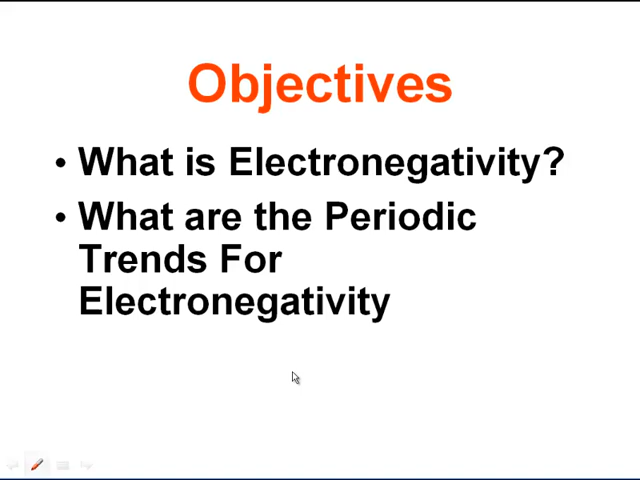 Objectives
• What is Electronegativity?
• What are the Periodic
Trends For
Electronegativity